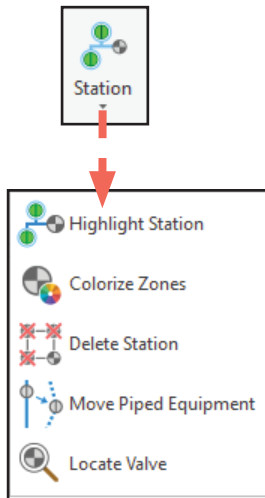 Station
Highlight Station
Colorize Zones
Delete Station
Move Piped Equipment
Locate Valve